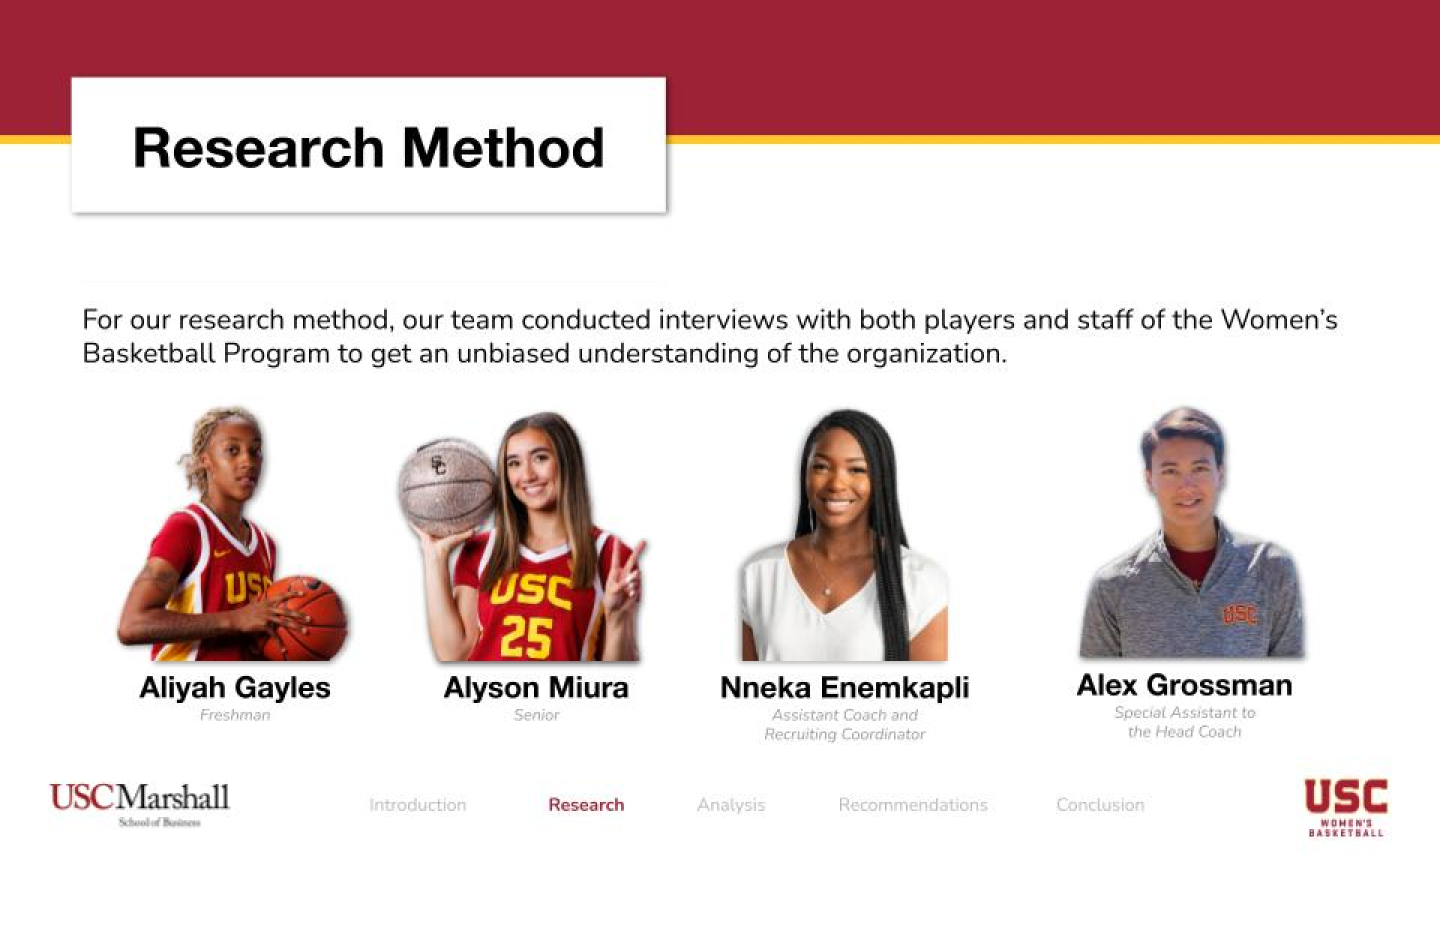 Research Method
For our research method, our team conducted interviews with both players and staff of the Women's
Basketball Program to get an unbiased understanding of the organization.
SC
USC
USC
25
USC
Aliyah Gayles
Freshman
Alyson Miura
Senior
Nneka Enemkapli
Assistant Coach and
Recruiting Coordinator
Alex Grossman
Special Assistant to
the Head Coach
USC Marshall
School of Business
Introduction
Research
Analysis
Recommendations
Conclusion
USC
WOMEN'S
BASKETBALL